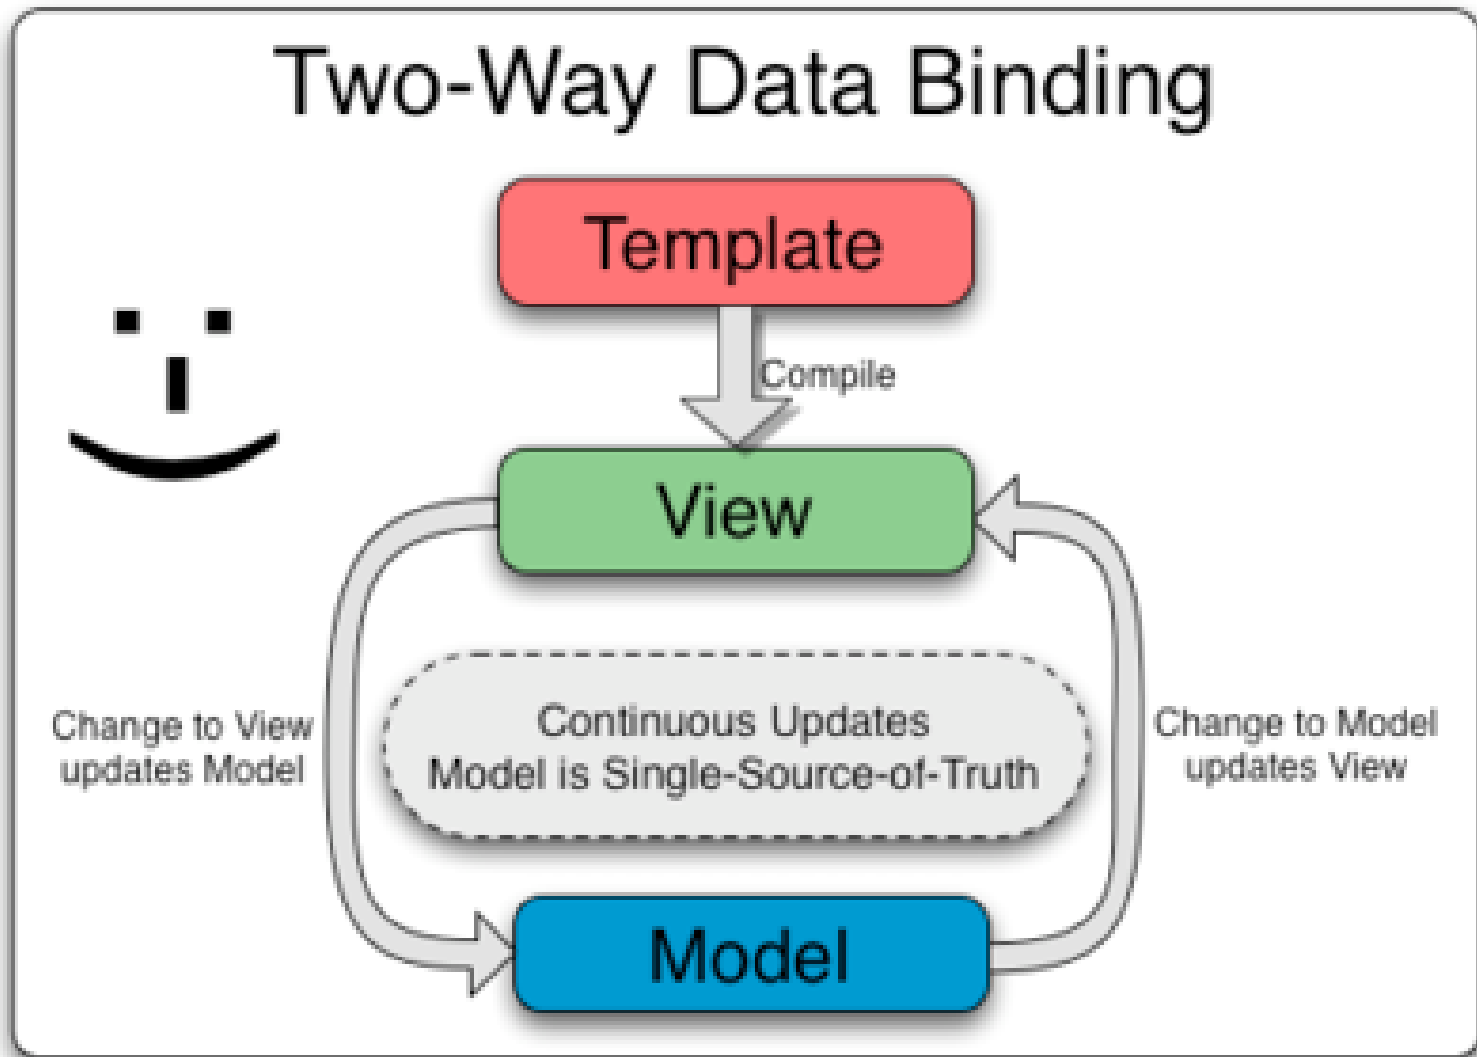 Two-Way Data Binding
Template
Compile
View
Change to View
updates Model
Continuous Updates
Model is Single-Source-of-Truth
Change to Model
updates View
Model